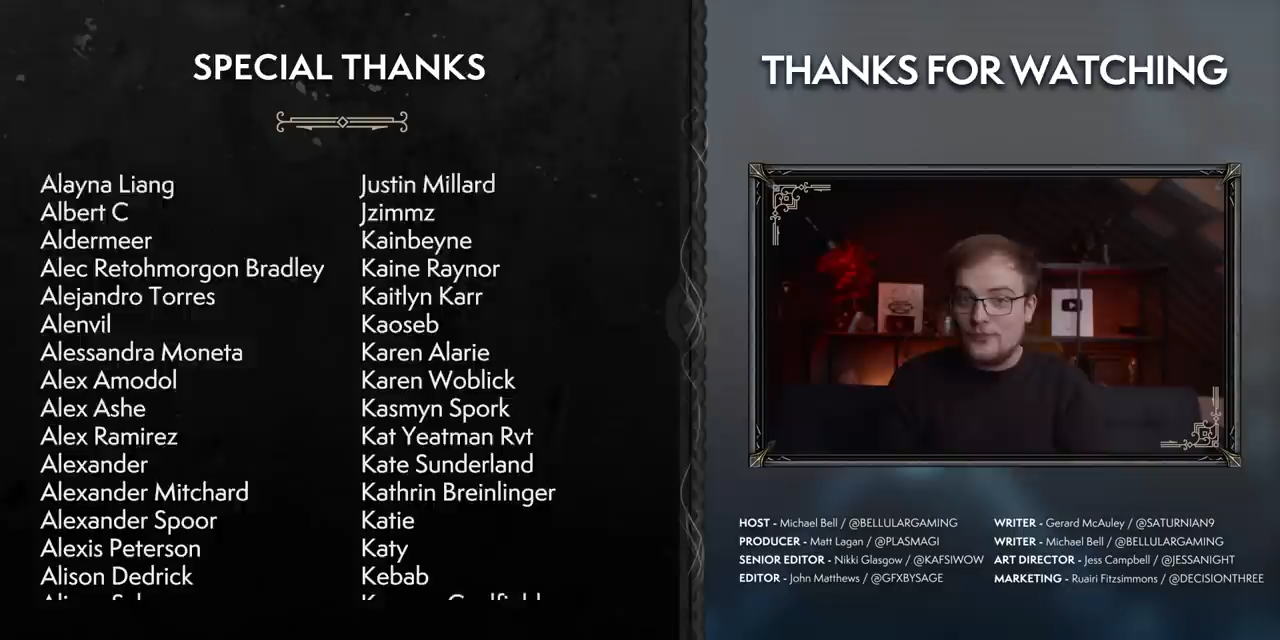 SPECIAL THANKS
Alayna Liang
Albert C
Aldermeer
Alec Retohmorgon Bradley
Alejandro Torres
Alenvil
Alessandra Moneta
Alex Amodol
Alex Ashe
Alex Ramirez
Alexander
Alexander Mitchard
Alexander Spoor
Alexis Peterson
Alison Dedrick
Justin Millard
Jzimmz
Kainbeyne
Kaine Raynor
Kaitlyn Karr
Kaoseb
Karen Alarie
Karen Woblick
Kasmyn Spork
Kat Yeatman Rvt
Kate Sunderland
Kathrin Breinlinger
Katie
Katy
Kebab
THANKS FOR WATCHING
HOST - Michael Bell / @BELLULARGAMING
PRODUCER - Matt Lagan / @PLASMAGI
SENIOR EDITOR - Nikki Glasgow / @KAFSIWOW
EDITOR - John Matthews / @GFXBYSAGE
WRITER - Gerard McAuley / @SATURNIAN9
WRITER - Michael Bell / @BELLULARGAMING
ART DIRECTOR - Jess Campbell / @JESSANIGHT
MARKETING - Ruairi Fitzsimmons / @DECISIONTHREE